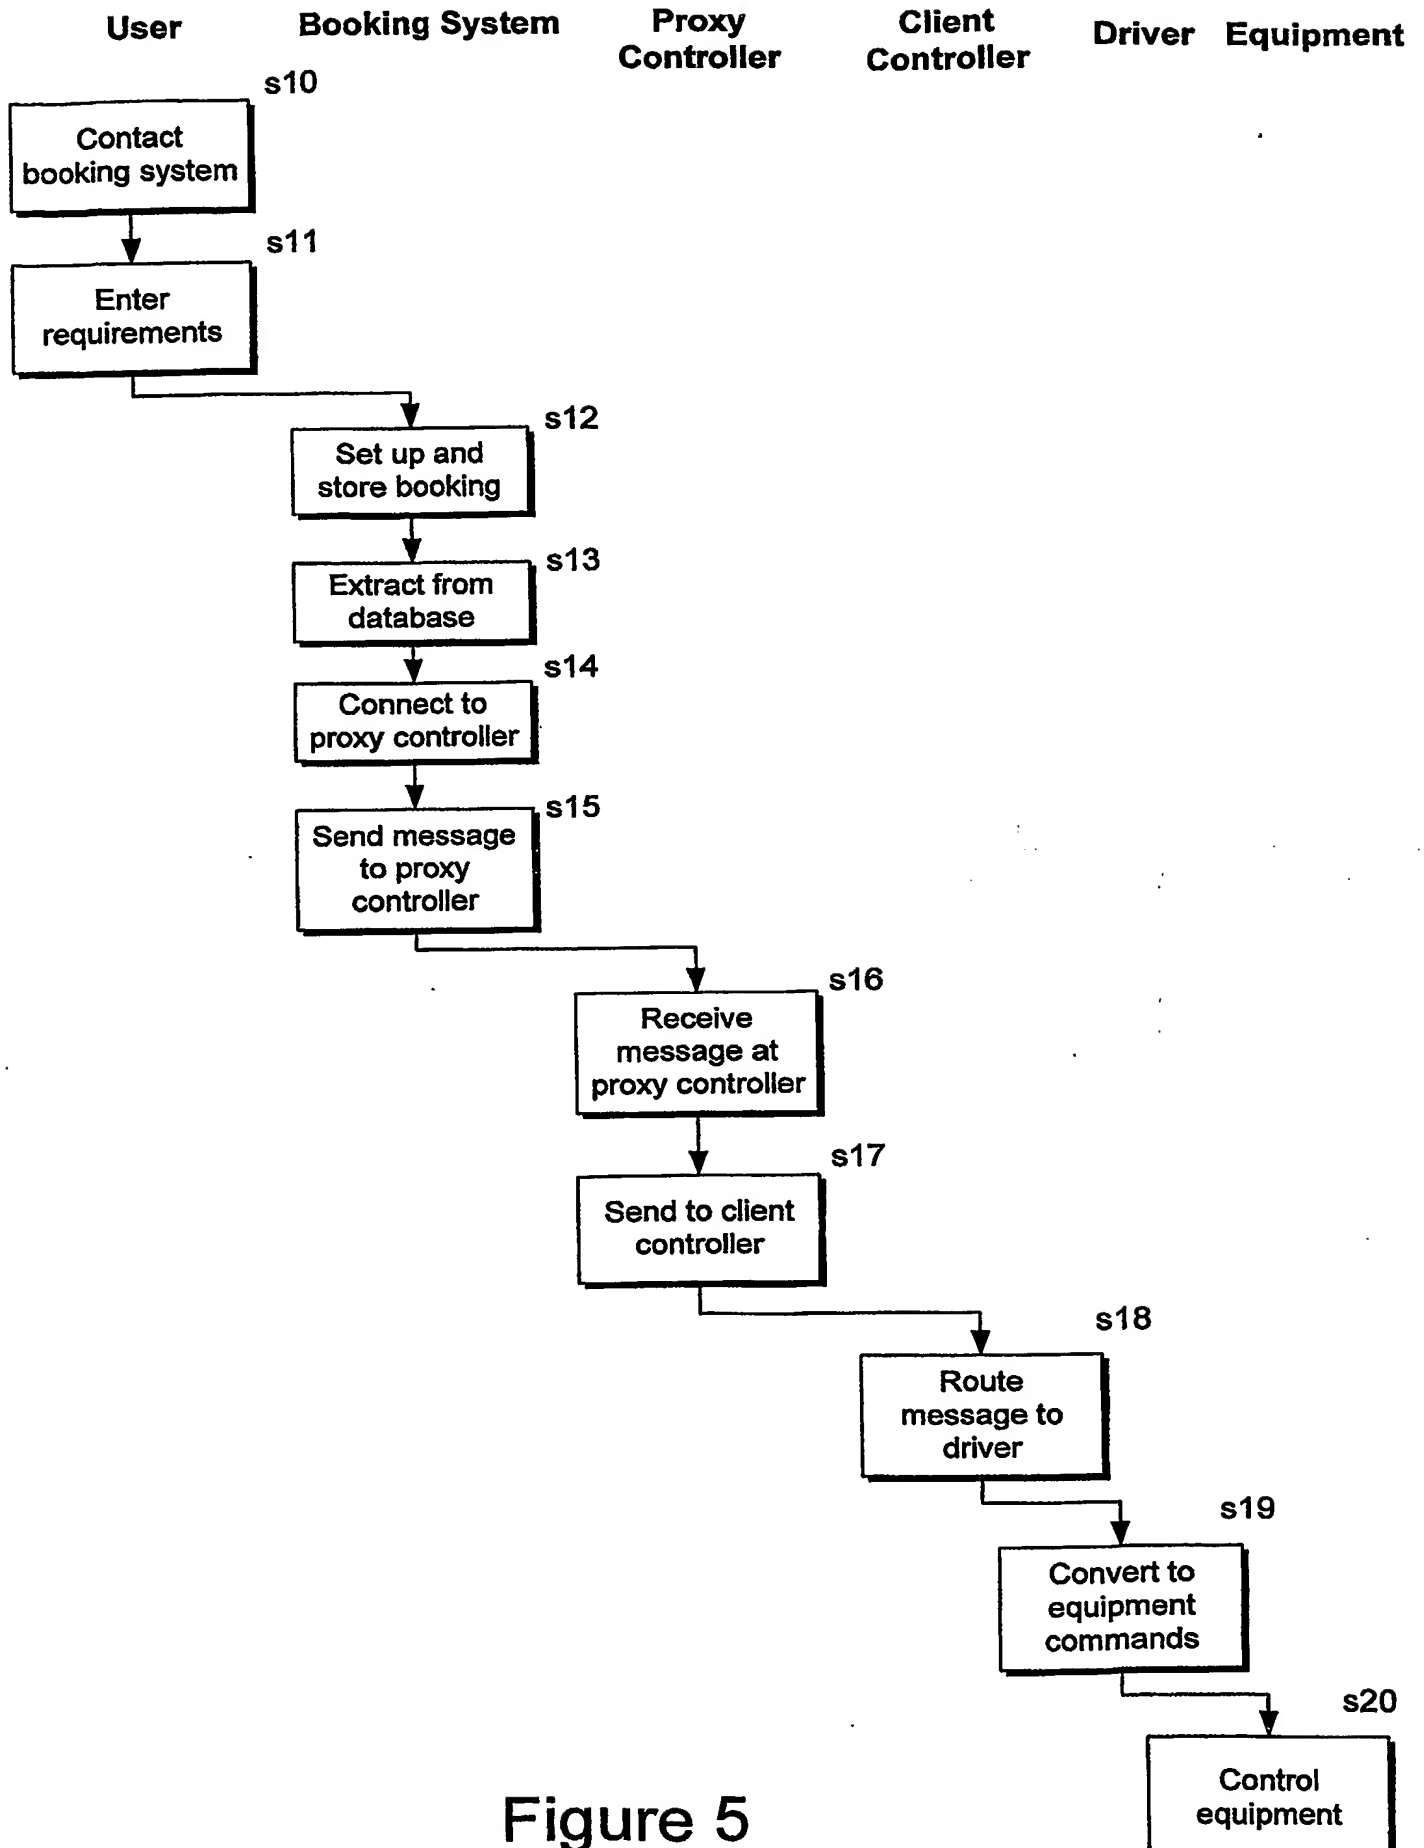 User
Booking System
Proxy
Controller
Client
Controller
Driver
Equipment
s10
Contact
booking system
s11
Enter
requirements
s12
Set up and
store booking
s13
Extract from
database
s14
Connect to
proxy controller
s15
Send message
to proxy
controller
s16
Receive
message at
proxy controller
s17
Send to client
controller
s18
Route
message to
driver
s19
Convert to
equipment
commands
s20
Control
equipment
Figure 5